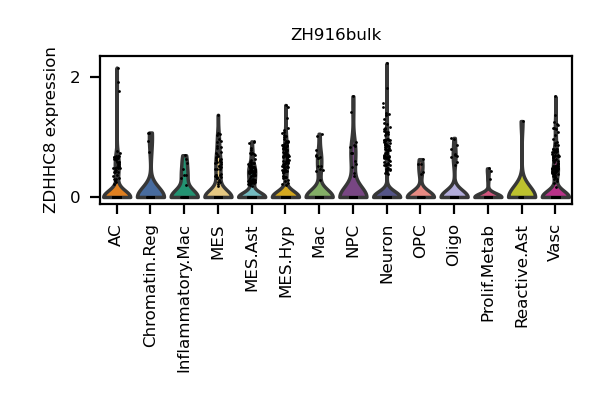 ZH916bulk
ZDHHC8 expression
2
0
AC
Chromatin.Reg
Inflammatory.Mac
MES
MES.Ast
MES.Hyp
Mac
NPC
Neuron
OPC
Oligo
Prolif.Metab
Reactive.Ast
Vasc